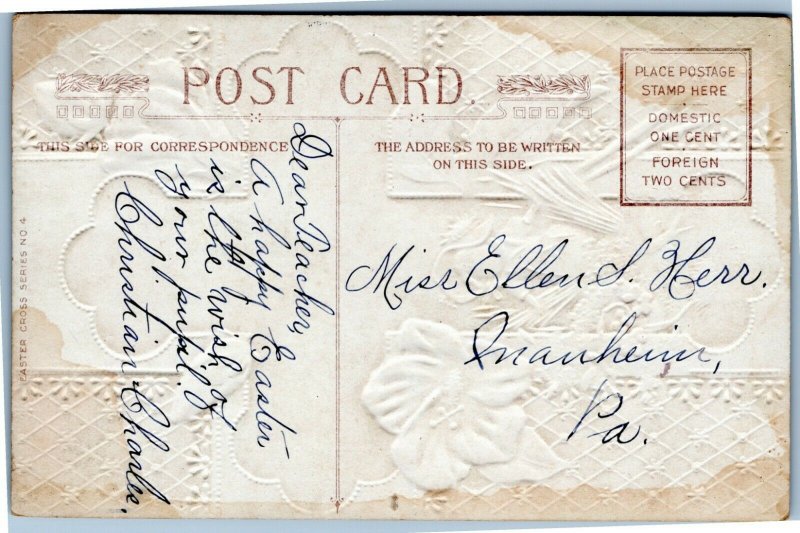 POST CARD.
THIS SIDE FOR CORRESPONDENCE
THE ADDRESS TO BE WRITTEN
ON THIS SIDE.
PLACE POSTAGE
STAMP HERE
DOMESTIC
ONE CENT
FOREIGN
TWO CENTS
EASTER CROSS SERIES NO. 4
Dear Teacher,
A happy Easter
is the wish of
your pupil.
Christian Charles.
Miss Ellen S. Herr.
Manheim,
Pa.